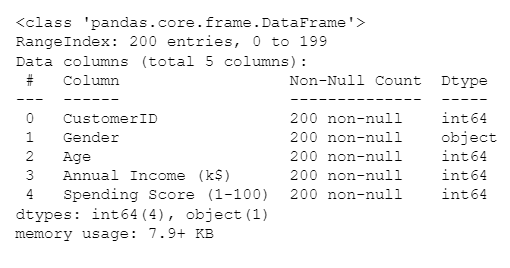 <class 'pandas.core.frame.DataFrame'>
RangeIndex: 200 entries, 0 to 199
Data columns (total 5 columns):
 #   Column                  Non-Null Count  Dtype
---  ------                  --------------  -----
 0   CustomerID              200 non-null    int64
 1   Gender                  200 non-null    object
 2   Age                     200 non-null    int64
 3   Annual Income (k$)      200 non-null    int64
 4   Spending Score (1-100)  200 non-null    int64
dtypes: int64(4), object(1)
memory usage: 7.9+ KB